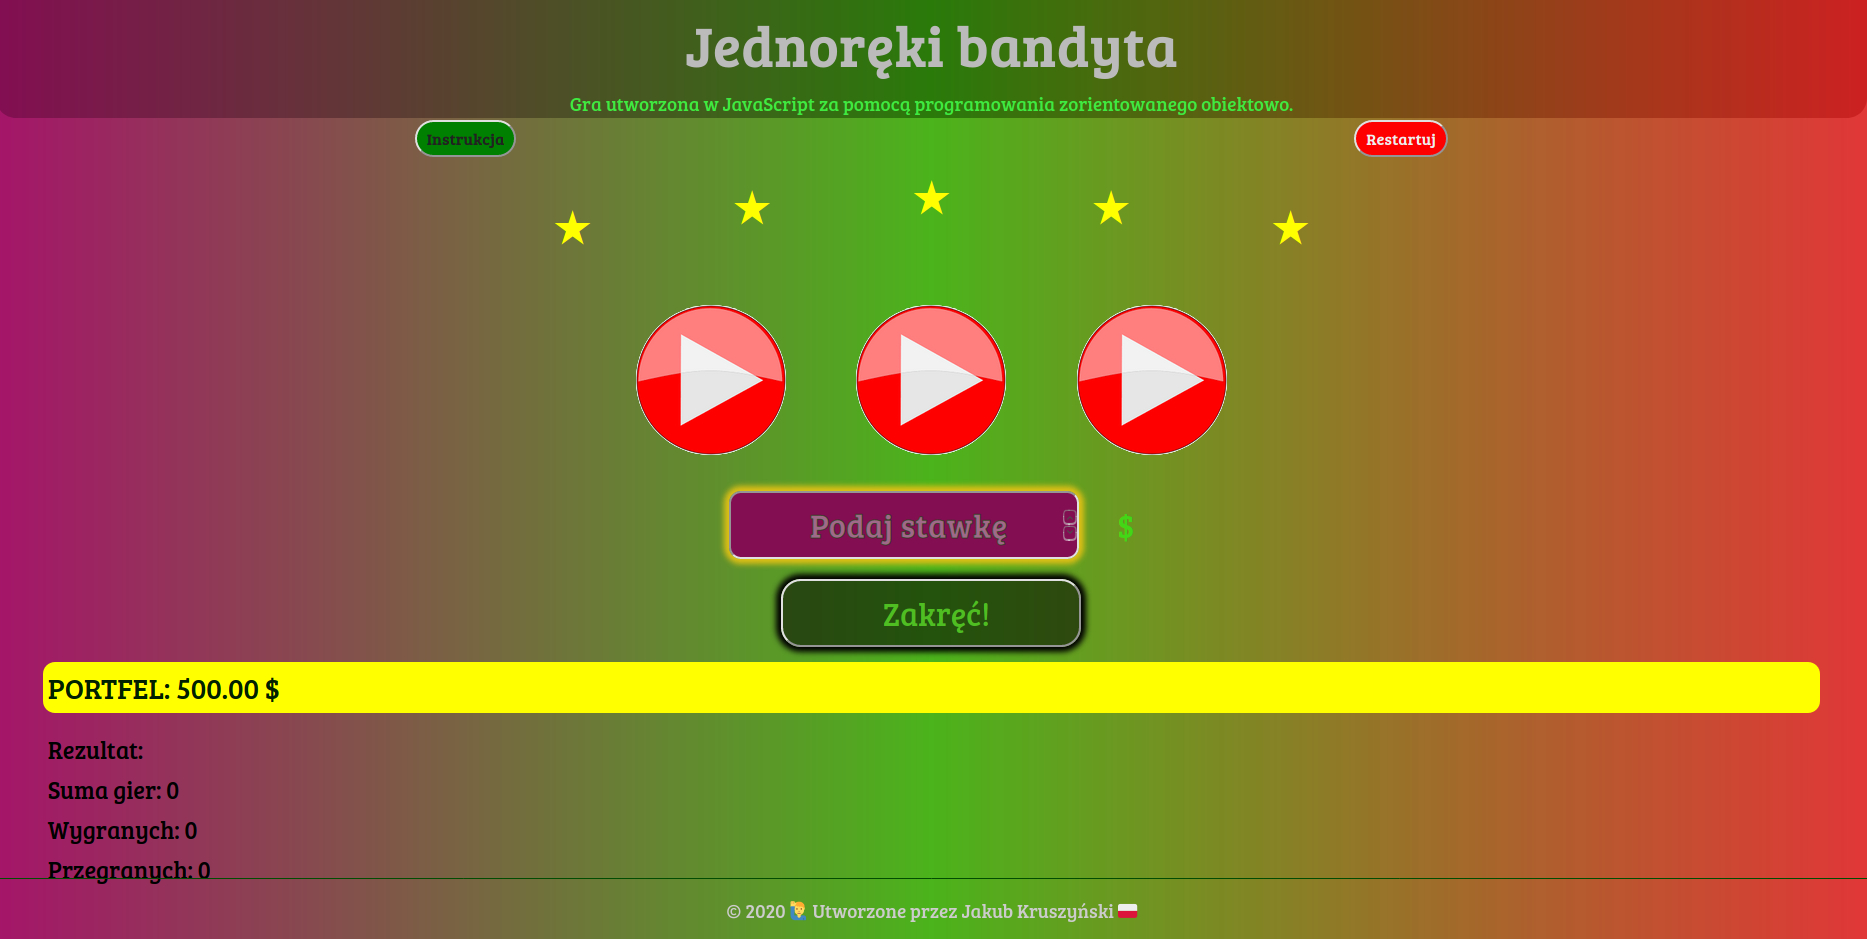 Jednoręki bandyta
Gra utworzona w JavaScript za pomocą programowania zorientowanego obiektowo.
Instrukcja
Restartuj
Podaj stawkę
$
Zakręć!
PORTFEL: 500.00 $
Rezultat:
Suma gier: 0
Wygranych: 0
Przegranych: 0
© 2020 🙋‍♂️ Utworzone przez Jakub Kruszyński 🇵🇱